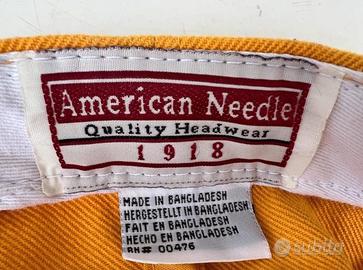 American Needle
Quality Headwear
1918
MADE IN BANGLADESH
HERGESTELLT IN BANGLADESH
FAIT EN BANGLADESH
HECHO EN BANGLADESH
RN# 00476
subito